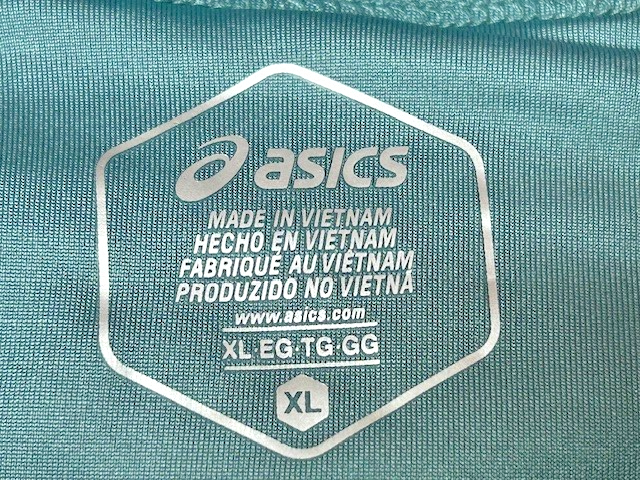 asics
MADE IN VIETNAM
HECHO EN VIETNAM
FABRIQUÉ AU VIETNAM
PRODUZIDO NO VIETNÃ
www.asics.com
XL·EG·TG·GG
XL